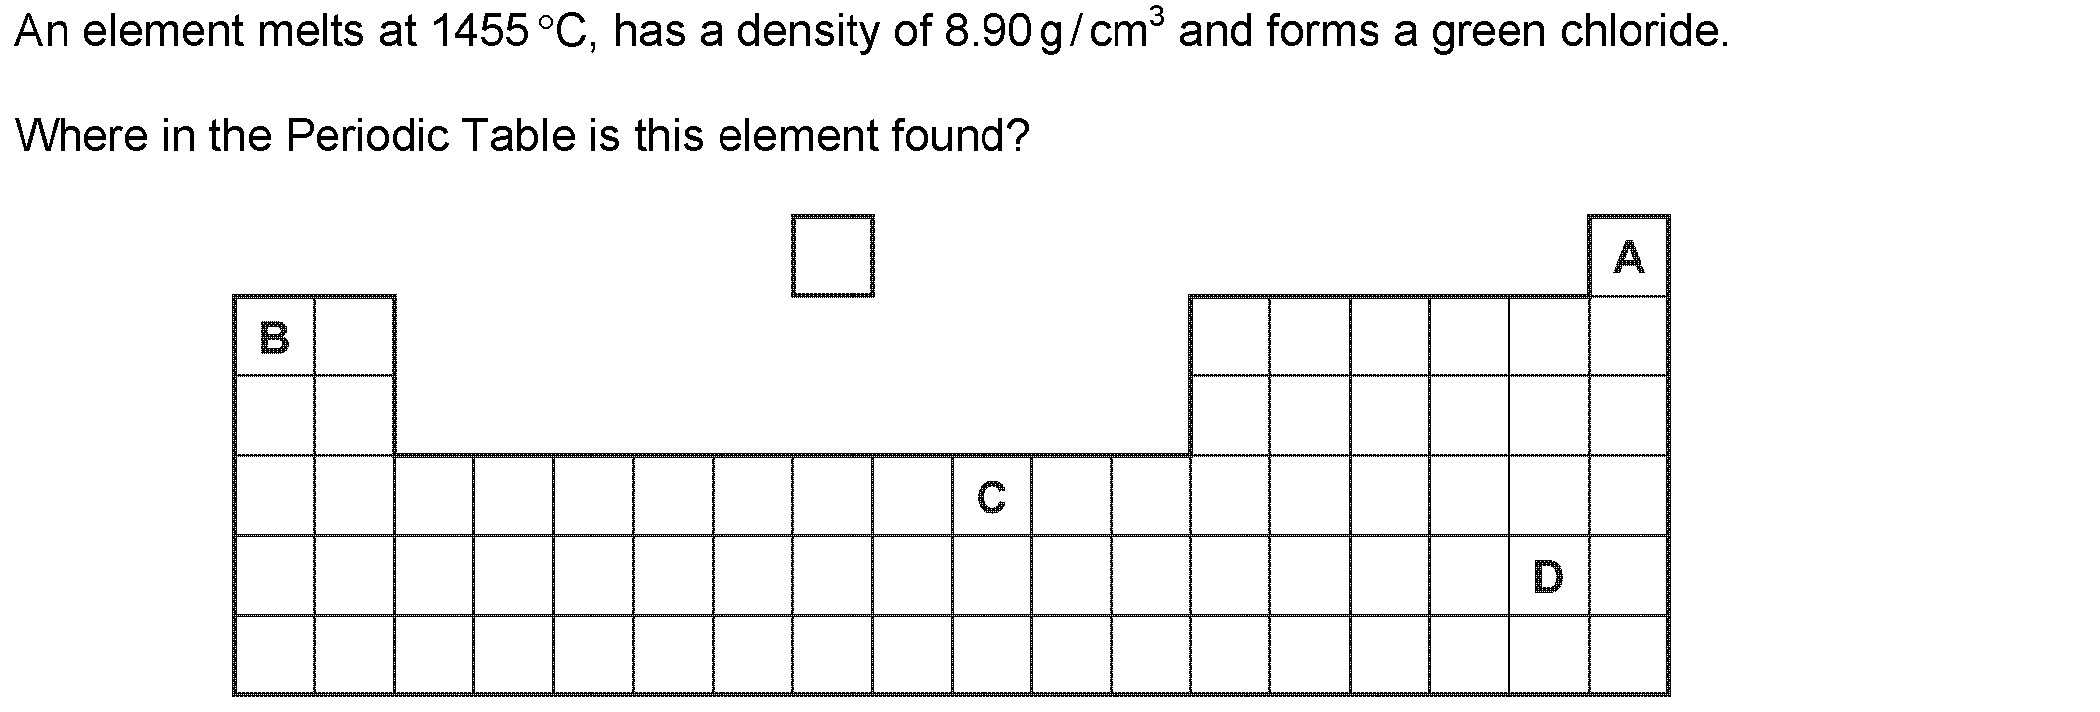 An element melts at 1455 °C, has a density of 8.90 g / cm³ and forms a green chloride.
Where in the Periodic Table is this element found?
A
B
C
D